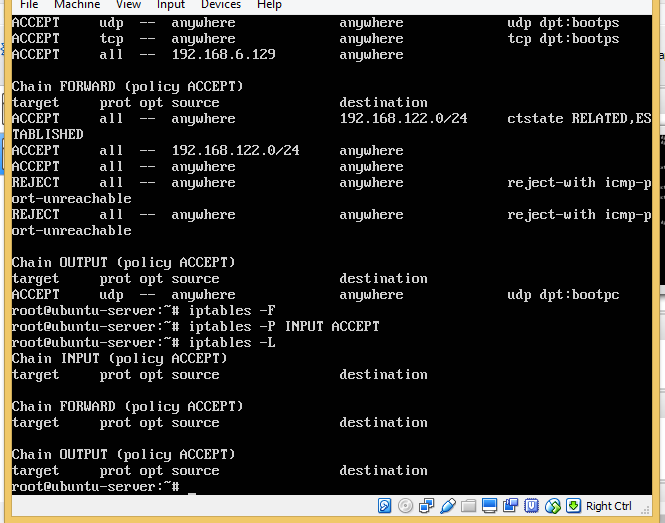 File Machine View Input Devices Help
ACCEPT     udp  --  anywhere             anywhere             udp dpt:bootps
ACCEPT     tcp  --  anywhere             anywhere             tcp dpt:bootps
ACCEPT     all  --  192.168.6.129        anywhere
Chain FORWARD (policy ACCEPT)
target     prot opt source               destination
ACCEPT     all  --  anywhere             192.168.122.0/24     ctstate RELATED,ES
TABLISHED
ACCEPT     all  --  192.168.122.0/24     anywhere
ACCEPT     all  --  anywhere             anywhere
REJECT     all  --  anywhere             anywhere             reject-with icmp-p
ort-unreachable
REJECT     all  --  anywhere             anywhere             reject-with icmp-p
ort-unreachable
Chain OUTPUT (policy ACCEPT)
target     prot opt source               destination
ACCEPT     udp  --  anywhere             anywhere             udp dpt:bootpc
root@ubuntu-server:~# iptables -F
root@ubuntu-server:~# iptables -P INPUT ACCEPT
root@ubuntu-server:~# iptables -L
Chain INPUT (policy ACCEPT)
target     prot opt source               destination
Chain FORWARD (policy ACCEPT)
target     prot opt source               destination
Chain OUTPUT (policy ACCEPT)
target     prot opt source               destination
root@ubuntu-server:~# _
Right Ctrl